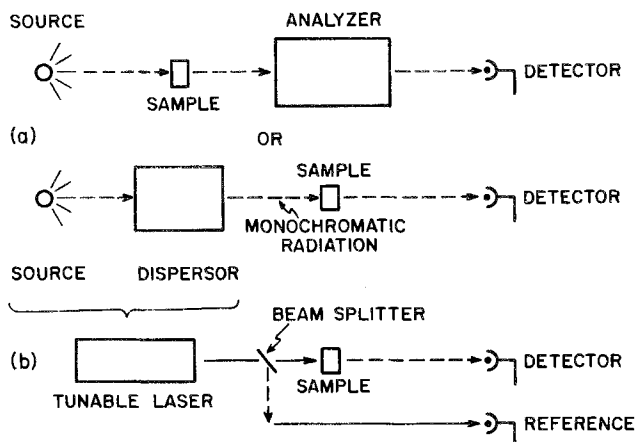 SOURCE
ANALYZER
SAMPLE
DETECTOR
(a)
OR
SAMPLE
DETECTOR
MONOCHROMATIC
RADIATION
SOURCE
DISPERSOR
BEAM SPLITTER
(b)
TUNABLE LASER
SAMPLE
DETECTOR
REFERENCE